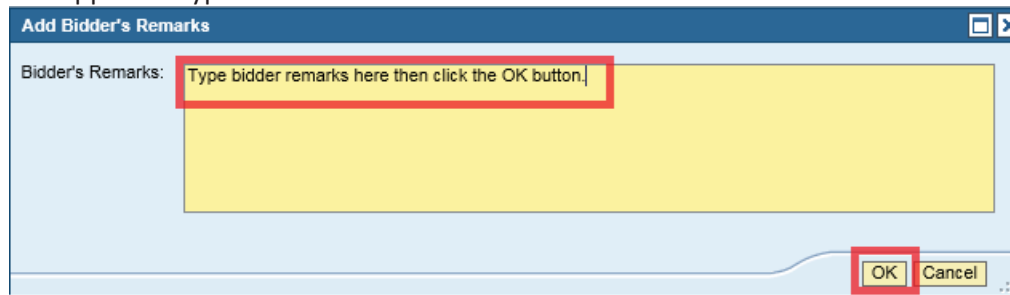 Add Bidder's Remarks
Bidder's Remarks:
Type bidder remarks here then click the OK button.
OK
Cancel